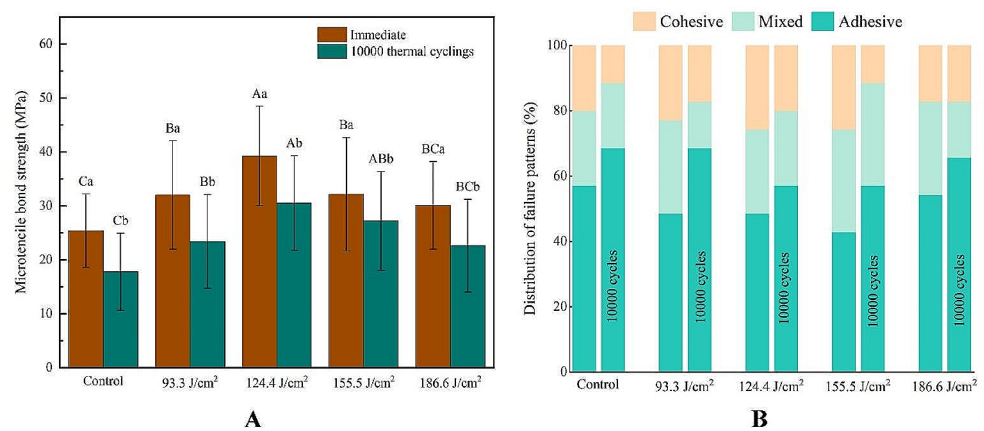 Microtencile bond strength (MPa)
60
50
40
30
20
10
0
Immediate
10000 thermal cyclings
Ca
Cb
Ba
Bb
Aa
Ab
Ba
ABb
BCa
BCb
Control
93.3 J/cm²
124.4 J/cm²
155.5 J/cm²
186.6 J/cm²
A
Cohesive
Mixed
Adhesive
Distribution of failure patterns (%)
100
80
60
40
20
0
10000 cycles
10000 cycles
10000 cycles
10000 cycles
10000 cycles
Control
93.3 J/cm²
124.4 J/cm²
155.5 J/cm²
186.6 J/cm²
B